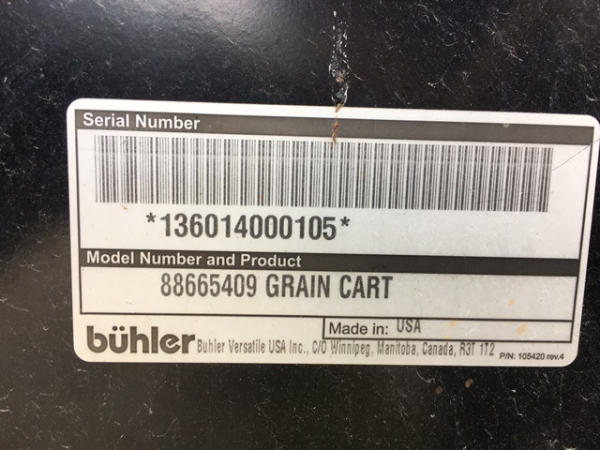 Serial Number
*136014000105*
Model Number and Product
88665409 GRAIN CART
Made in: USA
bühler Buhler Versatile USA Inc., C/O Winnipeg, Manitoba, Canada, R3T 1T2 P/N: 105420 rev.4